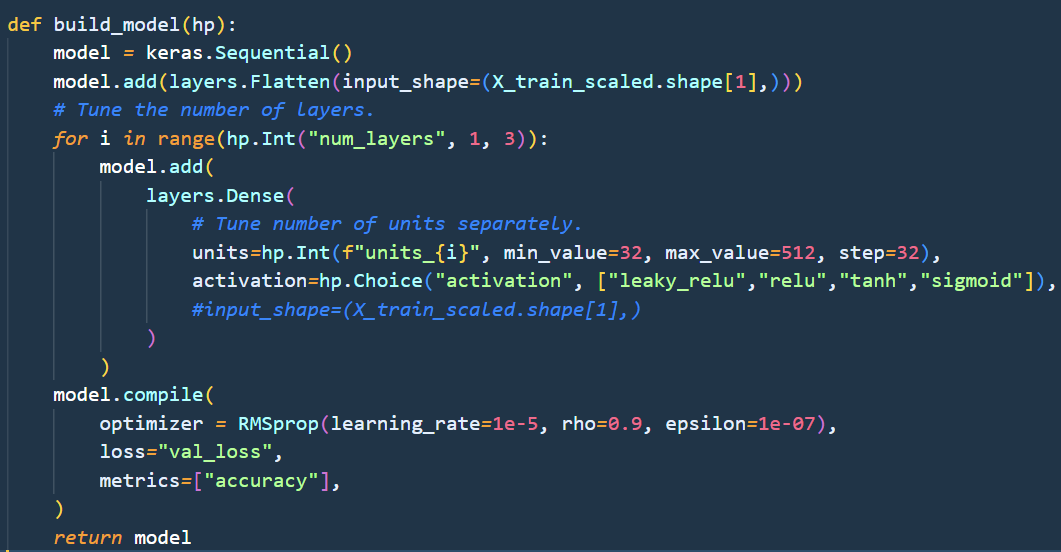 def build_model(hp):
    model = keras.Sequential()
    model.add(layers.Flatten(input_shape=(X_train_scaled.shape[1],)))
    # Tune the number of layers.
    for i in range(hp.Int("num_layers", 1, 3)):
        model.add(
            layers.Dense(
                # Tune number of units separately.
                units=hp.Int(f"units_{i}", min_value=32, max_value=512, step=32),
                activation=hp.Choice("activation", ["leaky_relu","relu","tanh","sigmoid"]),
                #input_shape=(X_train_scaled.shape[1],)
            )
        )
    model.compile(
        optimizer = RMSprop(learning_rate=1e-5, rho=0.9, epsilon=1e-07),
        loss="val_loss",
        metrics=["accuracy"],
    )
    return model